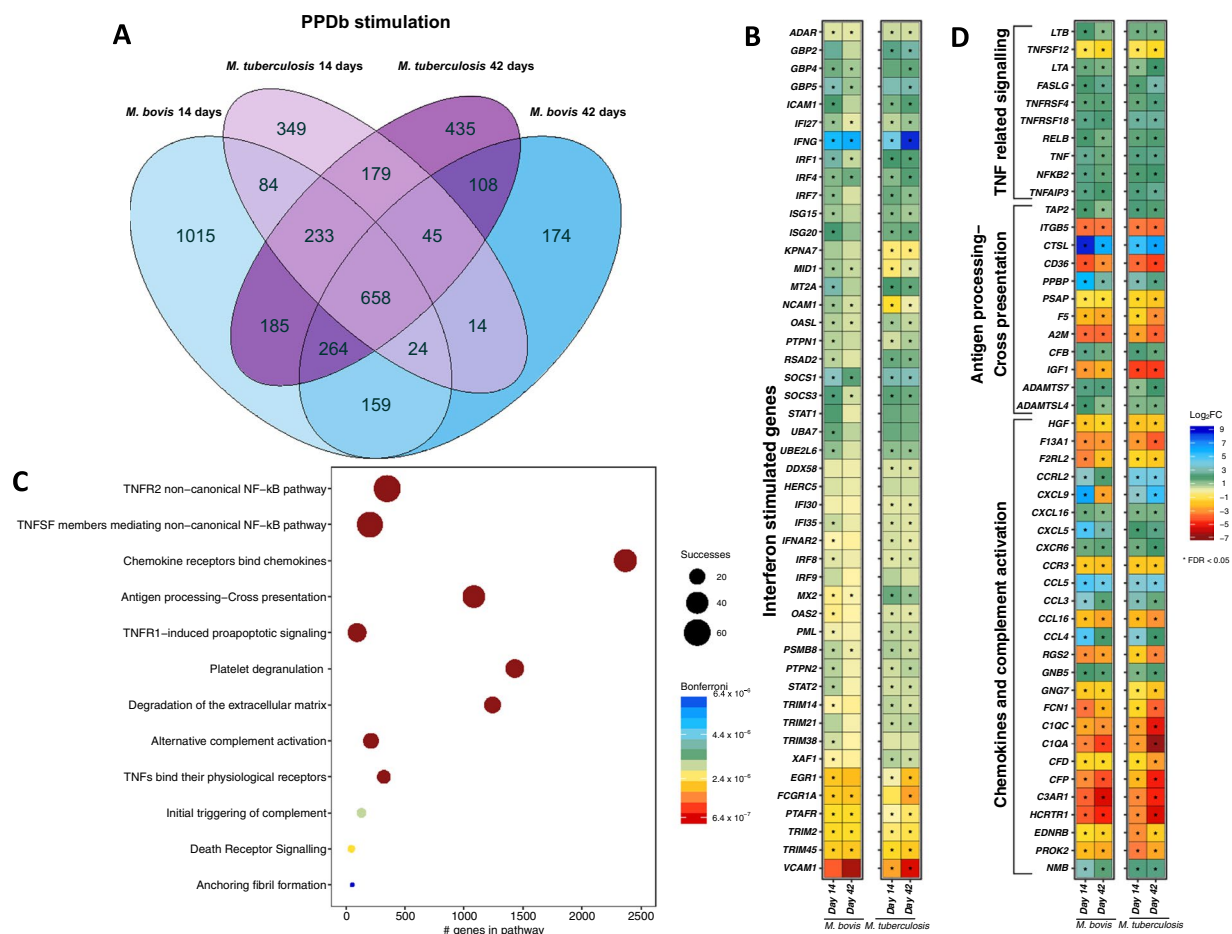 PPDb stimulation
A
M. tuberculosis 14 days
M. tuberculosis 42 days
M. bovis 14 days
M. bovis 42 days
349
435
84
179
108
1015
233
45
174
658
185
14
264
24
159
B
Interferon stimulated genes
ADAR
GBP2
GBP4
GBP5
ICAM1
IFI27
IFNG
IRF1
IRF4
IRF7
ISG15
ISG20
KPNA7
MID1
MT2A
NCAM1
OASL
PTPN1
RSAD2
SOCS1
SOCS3
STAT1
UBA7
UBE2L6
DDX58
HERC5
IFI30
IFI35
IFNAR2
IRF8
IRF9
MX2
OAS2
PML
PSMB8
PTPN2
STAT2
TRIM14
TRIM21
TRIM38
XAF1
EGR1
FCGR1A
PTAFR
TRIM2
TRIM45
VCAM1
Day 14
Day 42
Day 14
Day 42
M. bovis
M. tuberculosis
C
TNFR2 non−canonical NF−kB pathway
TNFSF members mediating non−canonical NF−kB pathway
Chemokine receptors bind chemokines
Antigen processing−Cross presentation
TNFR1−induced proapoptotic signaling
Platelet degranulation
Degradation of the extracellular matrix
Alternative complement activation
TNFs bind their physiological receptors
Initial triggering of complement
Death Receptor Signalling
Anchoring fibril formation
0 500 1000 1500 2000 2500
# genes in pathway
Successes
20
40
60
Bonferroni
6.4 x 10⁻⁶
4.4 x 10⁻⁶
2.4 x 10⁻⁶
6.4 x 10⁻⁷
D
TNF related signalling
LTB
TNFSF12
LTA
FASLG
TNFRSF4
TNFRSF18
RELB
TNF
NFKB2
TNFAIP3
Antigen processing−
Cross presentation
TAP2
ITGB5
CTSL
CD36
PPBP
PSAP
F5
A2M
CFB
IGF1
ADAMTS7
ADAMTSL4
Chemokines and complement activation
HGF
F13A1
F2RL2
CCRL2
CXCL9
CXCL16
CXCL5
CXCR6
CCR3
CCL5
CCL3
CCL16
CCL4
RGS2
GNB5
GNG7
FCN1
C1QC
C1QA
CFD
CFP
C3AR1
HCRTR1
EDNRB
PROK2
NMB
Day 14
Day 42
Day 14
Day 42
M. bovis
M. tuberculosis
Log₂FC
9
7
5
3
1
−1
−3
−5
−7
* FDR < 0.05